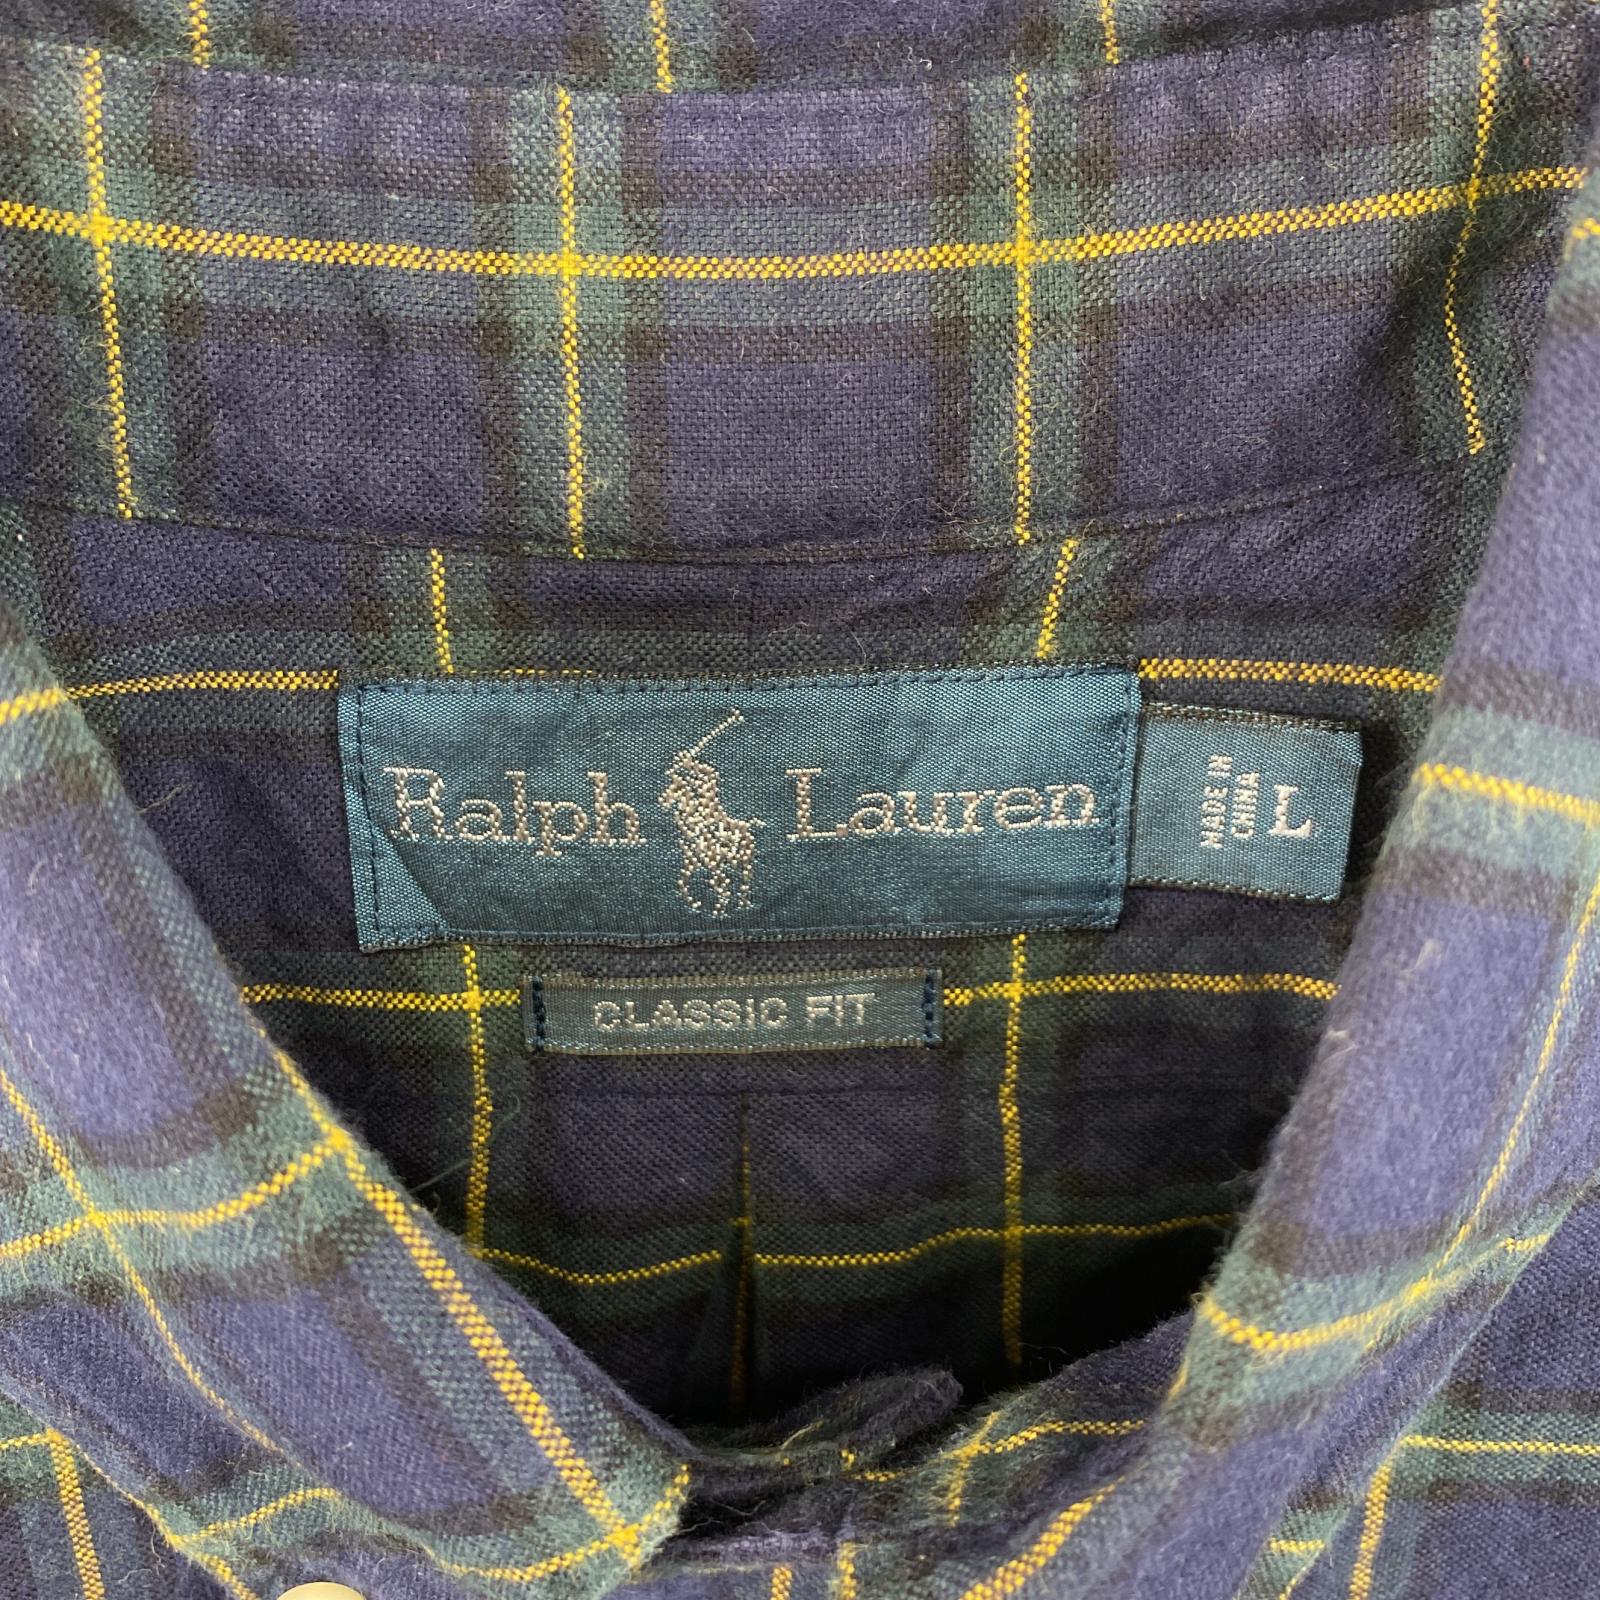 Ralph Lauren
MADE IN
CHINA
L
CLASSIC FIT